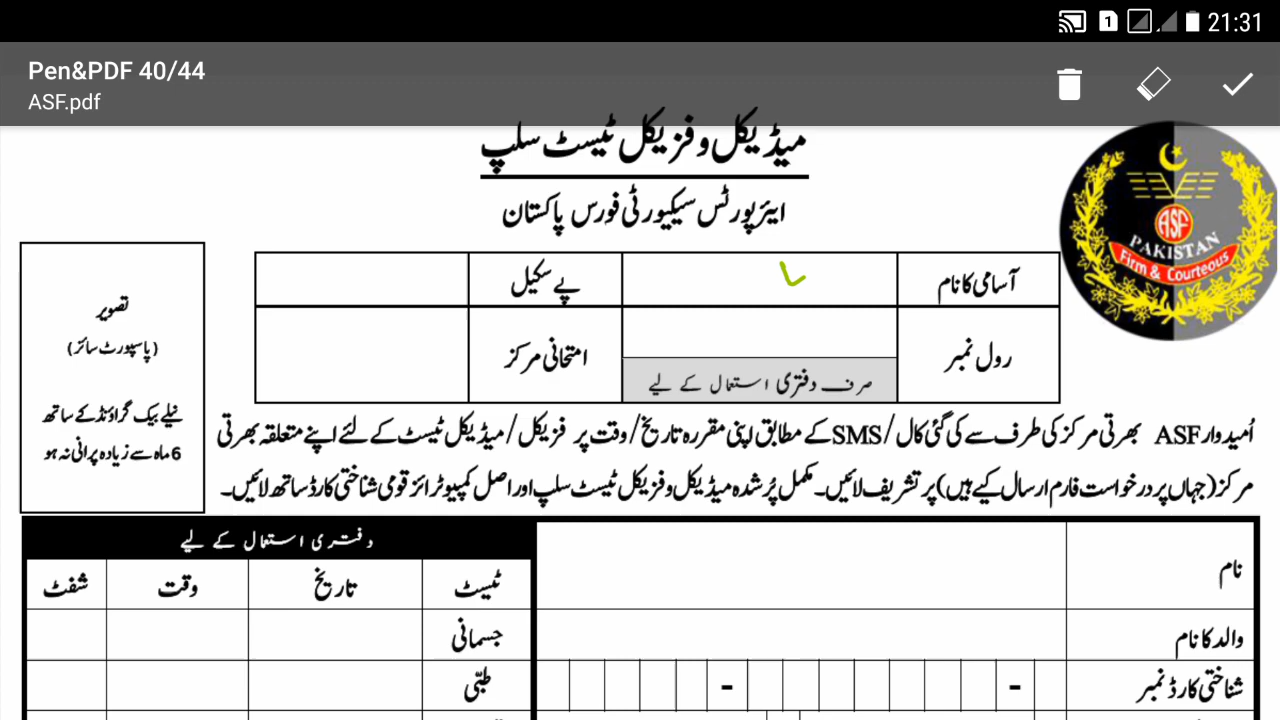 21:31
Pen&PDF 40/44
ASF.pdf
میڈیکل و فزیکل ٹیسٹ سلپ
ایئرپورٹس سیکیورٹی فورس پاکستان
ASF
PAKISTAN
Firm & Courteous
آسامی کا نام
پے سکیل
رول نمبر
صرف دفتری استعمال کے لیے
امتحانی مرکز
تصویر
(پاسپورٹ سائز)
نیلے بیک گراؤنڈ کے ساتھ
6 ماہ سے زیادہ پرانی نہ ہو
اُمیدوار ASF بھرتی مرکز کی طرف سے کی گئی کال/SMS کے مطابق اپنی مقررہ تاریخ/وقت پر فزیکل/میڈیکل ٹیسٹ کے لئے اپنے متعلقہ بھرتی
مرکز (جہاں پر درخواست فارم ارسال کیے ہیں) پر تشریف لائیں۔ مکمل پُر شدہ میڈیکل و فزیکل ٹیسٹ سلپ اور اصل کمپیوٹرائز قومی شناختی کارڈ ساتھ لائیں۔
نام
والد کا نام
شناختی کارڈ نمبر
- -
دفتری استعمال کے لیے
ٹیسٹ تاریخ وقت شفٹ
جسمانی
طبّی